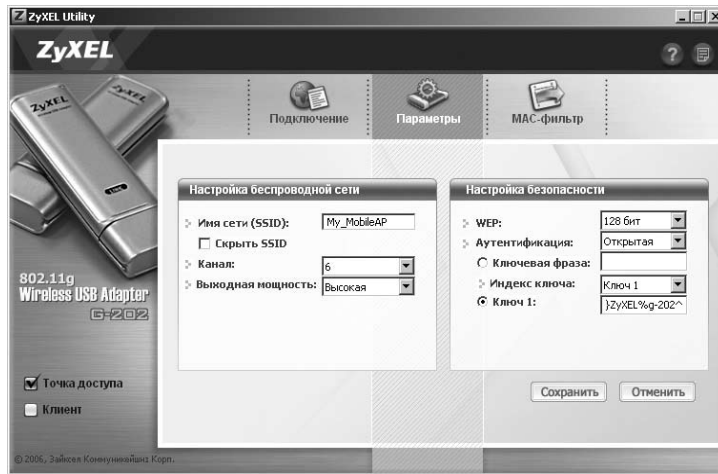 ZyXEL Utility
ZyXEL
Подключение
Параметры
MAC-фильтр
ZyXEL
ZyXEL
802.11g
Wireless USB Adapter
G-202
Точка доступа
Клиент
Настройка беспроводной сети
Имя сети (SSID): My_MobileAP
Скрыть SSID
Канал: 6
Выходная мощность: Высокая
Настройка безопасности
WEP: 128 бит
Аутентификация: Открытая
Ключевая фраза:
Индекс ключа: Ключ 1
Ключ 1: }ZyXEL%g-202^
Сохранить
Отменить
© 2006, Зайксел Коммуникейшнз Корп.